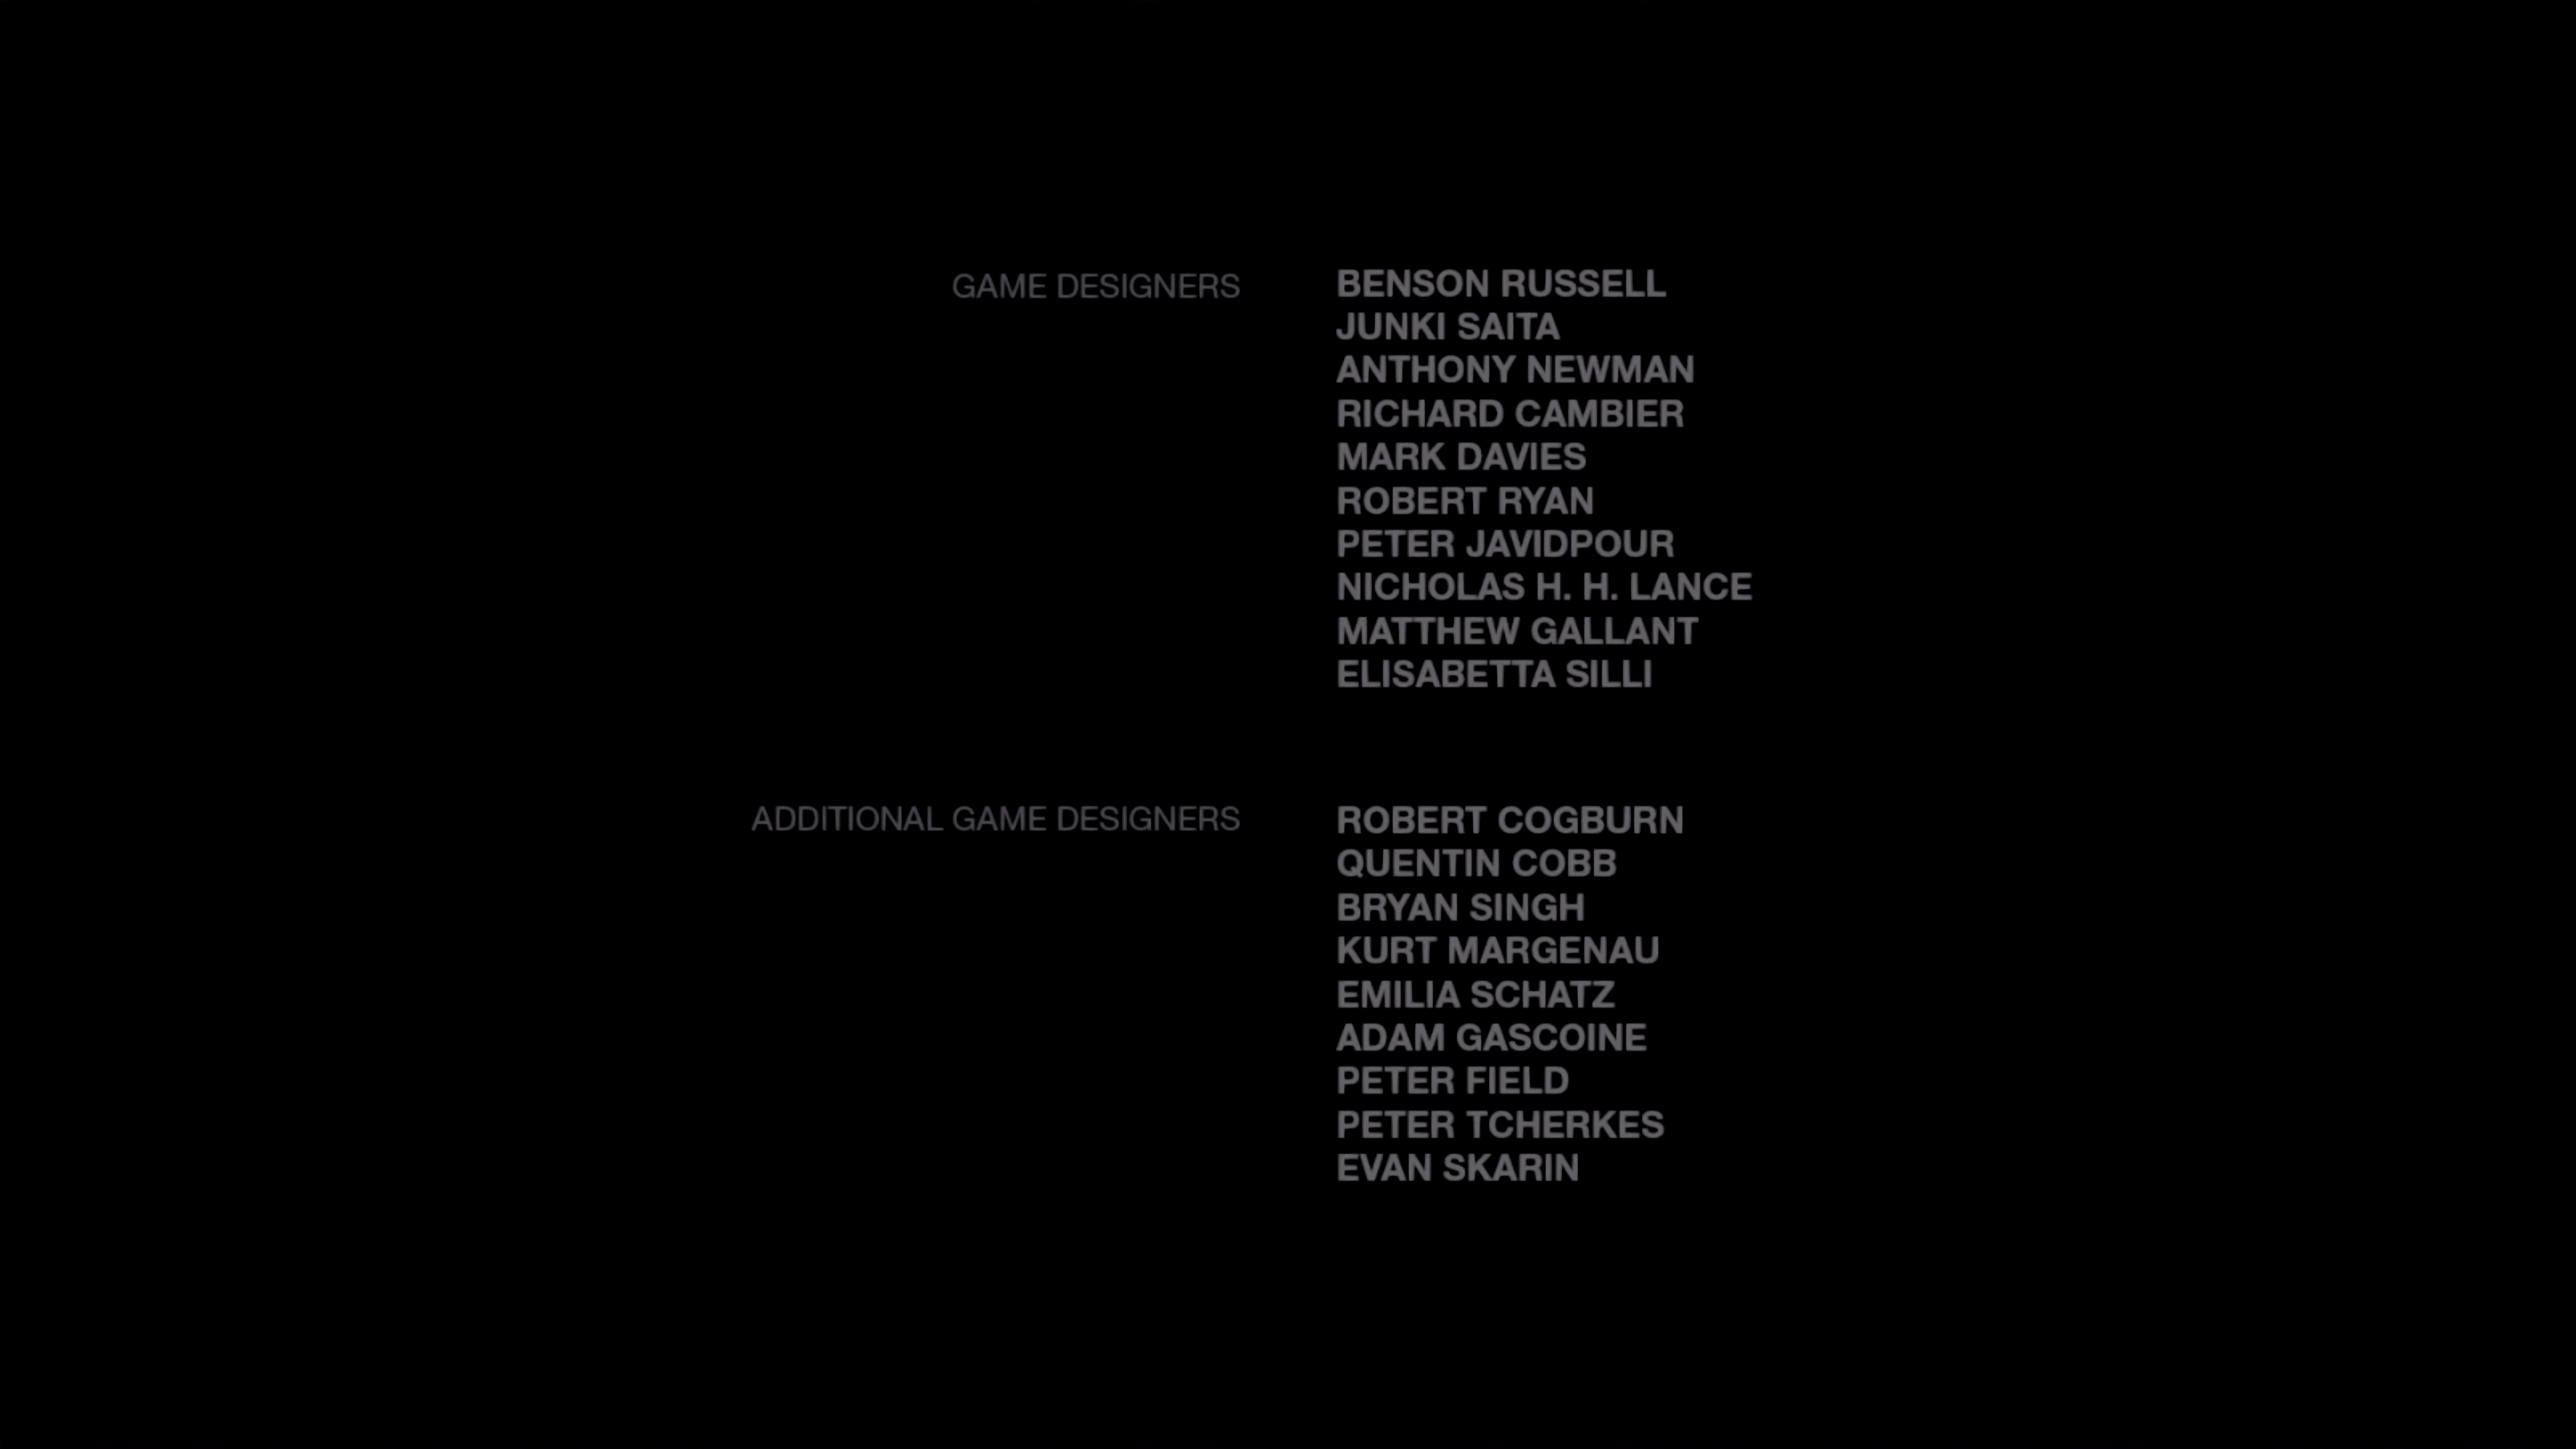 GAME DESIGNERS BENSON RUSSELL
JUNKI SAITA
ANTHONY NEWMAN
RICHARD CAMBIER
MARK DAVIES
ROBERT RYAN
PETER JAVIDPOUR
NICHOLAS H. H. LANCE
MATTHEW GALLANT
ELISABETTA SILLI
ADDITIONAL GAME DESIGNERS ROBERT COGBURN
QUENTIN COBB
BRYAN SINGH
KURT MARGENAU
EMILIA SCHATZ
ADAM GASCOINE
PETER FIELD
PETER TCHERKES
EVAN SKARIN